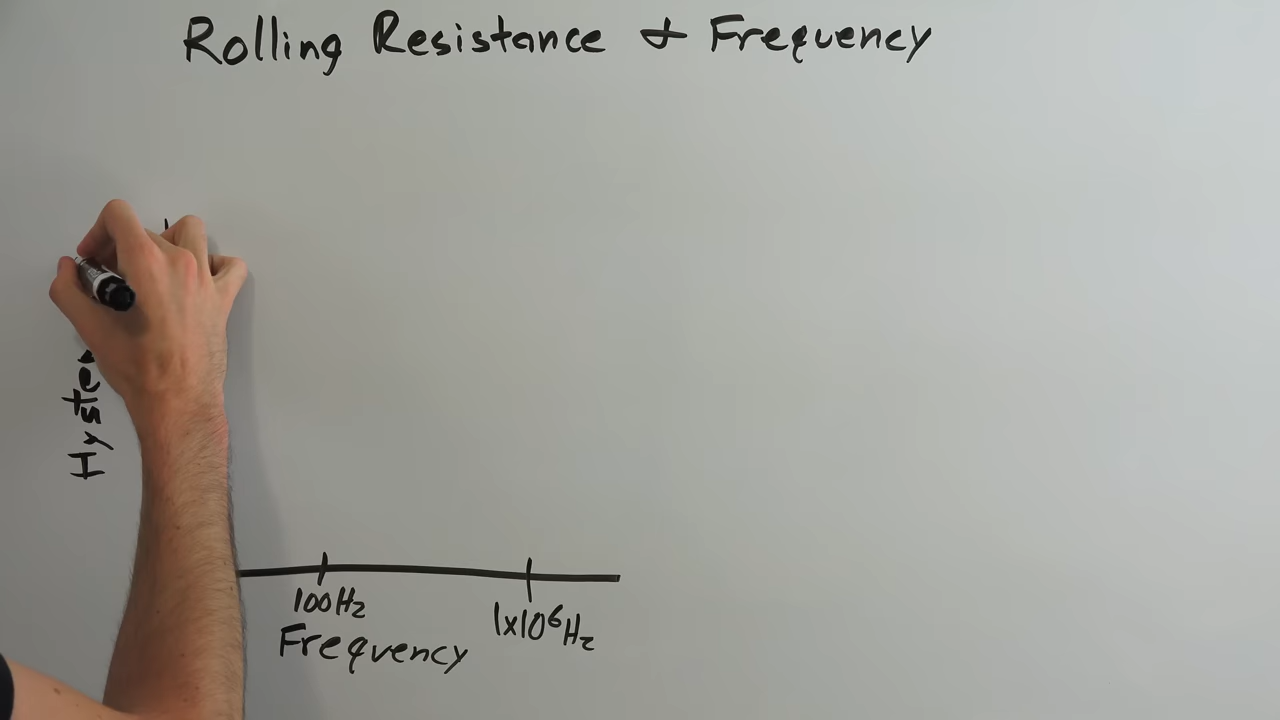 Rolling Resistance & Frequency
100Hz
1x10⁶Hz
Frequency